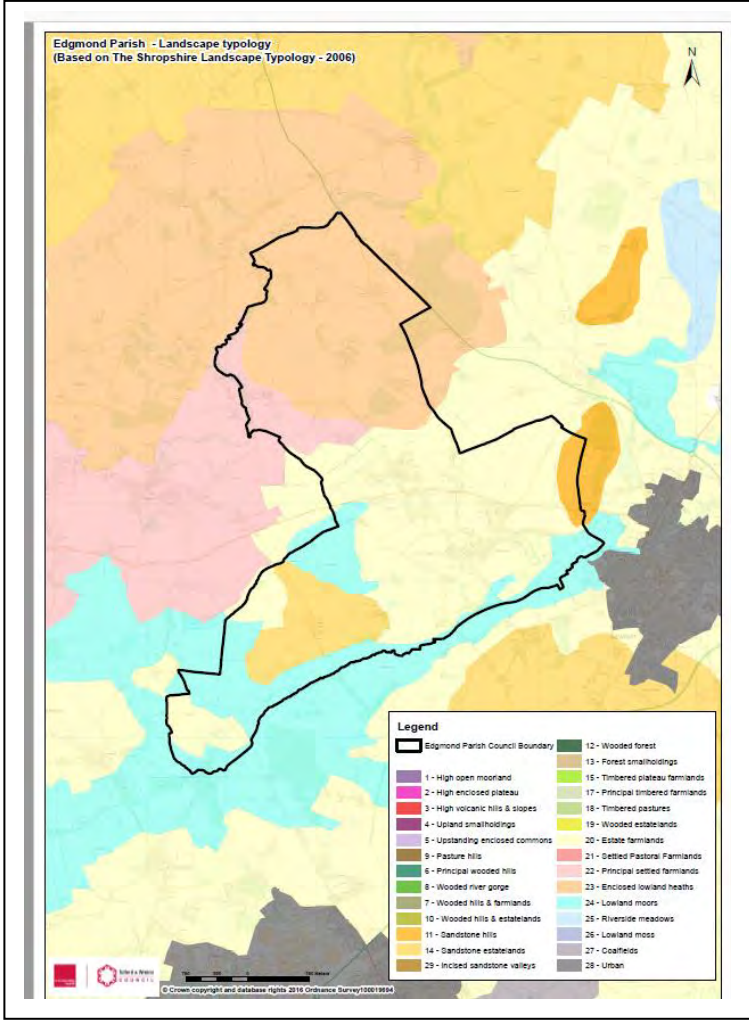 Edgmond Parish - Landscape typology
(Based on The Shropshire Landscape Typology - 2006)
N
Legend
Edgmond Parish Council Boundary
1 - High open moorland
2 - High enclosed plateau
3 - High volcanic hills & slopes
4 - Upland smallholdings
5 - Upstanding enclosed commons
9 - Pasture hills
6 - Principal wooded hills
8 - Wooded river gorge
7 - Wooded hills & farmlands
10 - Wooded hills & estatelands
11 - Sandstone hills
14 - Sandstone estatelands
29 - Incised sandstone valleys
12 - Wooded forest
13 - Forest smallholdings
15 - Timbered plateau farmlands
17 - Principal timbered farmlands
18 - Timbered pastures
19 - Wooded estatelands
20 - Estate farmlands
21 - Settled Pastoral Farmlands
22 - Principal settled farmlands
23 - Enclosed lowland heaths
24 - Lowland moors
25 - Riverside meadows
26 - Lowland moss
27 - Coalfields
28 - Urban
Telford & Wrekin
COUNCIL
© Crown copyright and database rights 2016 Ordnance Survey100019694